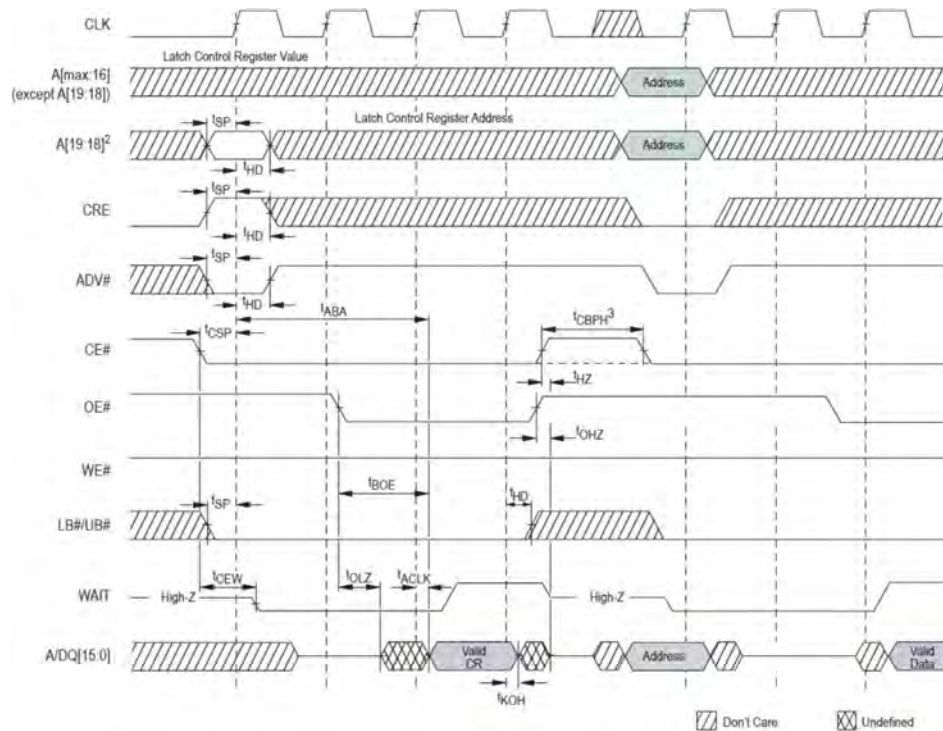 CLK
Latch Control Register Value
A[max:16]
(except A[19:18])
Address
tSP
Latch Control Register Address
A[19:18]²
Address
tHD
tSP
CRE
tHD
tSP
ADV#
tHD
tABA
tCSP
tCBPH³
CE#
tHZ
OE#
tOHZ
WE#
tBOE
tSP
tHD
LB#/UB#
tCEW
tOLZ
tACLK
WAIT
High-Z
High-Z
A/DQ[15:0]
Valid
CR
Address
Valid
Data
tKOH
Don't Care
Undefined